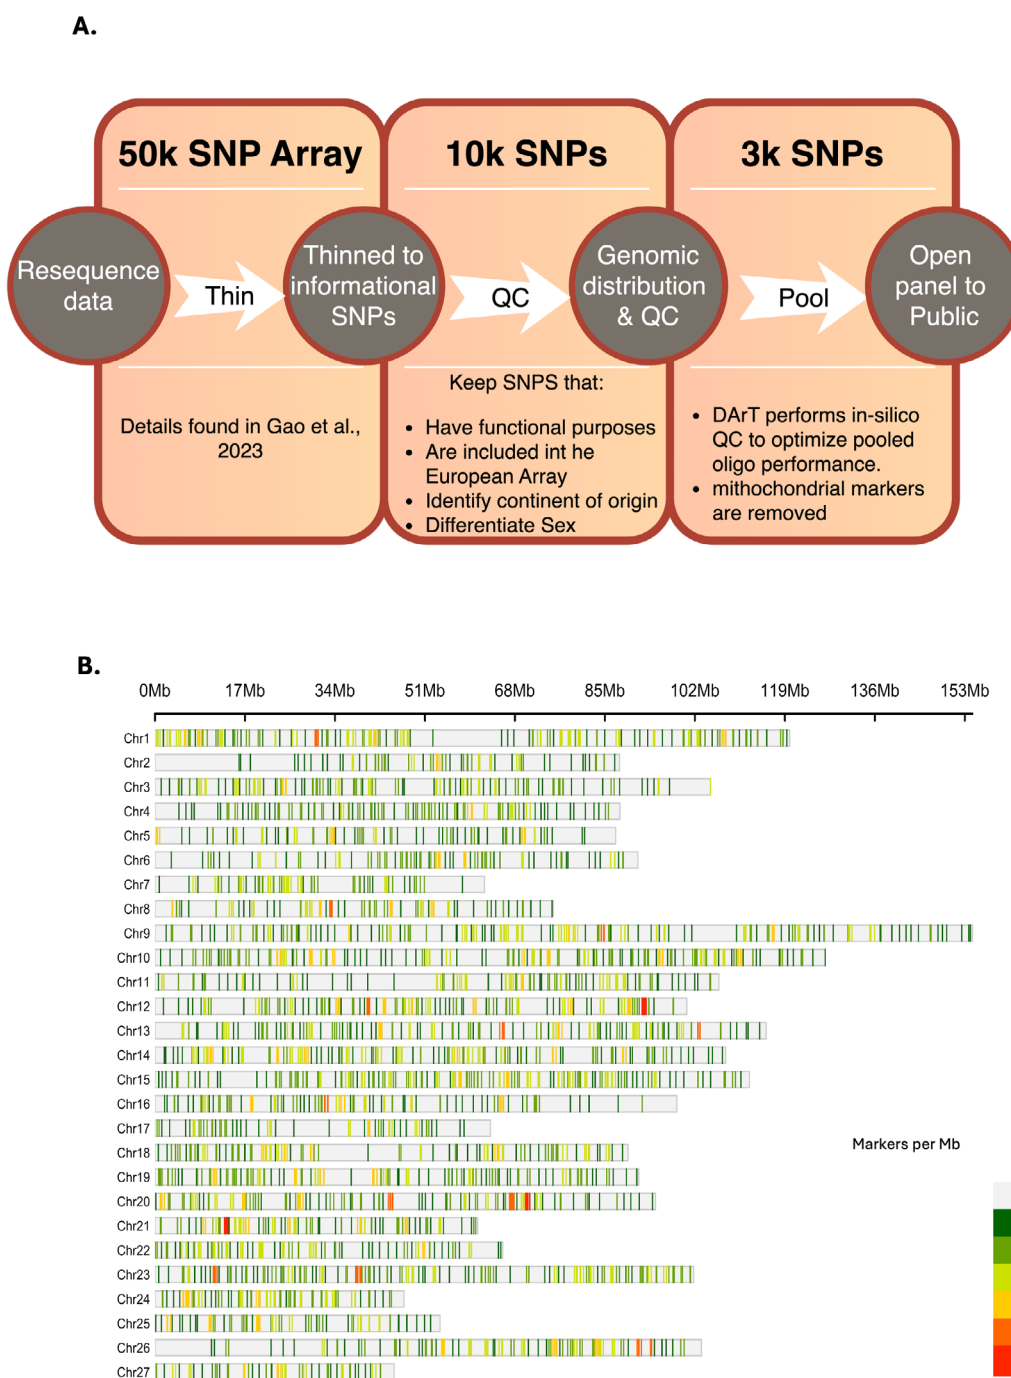 A.
50k SNP Array
10k SNPs
3k SNPs
Resequence
data
Thin
Thinned to
informational
SNPs
QC
Genomic
distribution
& QC
Pool
Open
panel to
Public
Details found in Gao et al.,
2023
Keep SNPS that:
• Have functional purposes
• Are included int he
European Array
• Identify continent of origin
• Differentiate Sex
• DArT performs in-silico
QC to optimize pooled
oligo performance.
• mithochondrial markers
are removed
B.
0Mb 17Mb 34Mb 51Mb 68Mb 85Mb 102Mb 119Mb 136Mb 153Mb
Chr1
Chr2
Chr3
Chr4
Chr5
Chr6
Chr7
Chr8
Chr9
Chr10
Chr11
Chr12
Chr13
Chr14
Chr15
Chr16
Chr17
Markers per Mb
Chr18
Chr19
Chr20
Chr21
Chr22
Chr23
Chr24
Chr25
Chr26
Chr27